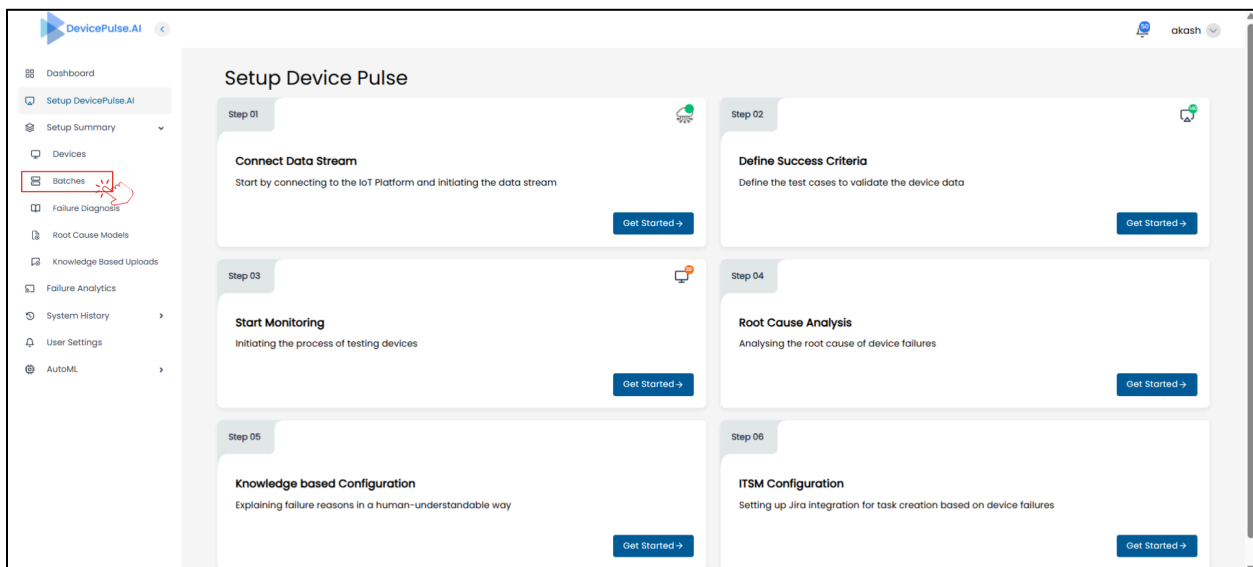 DevicePulse.AI
50
akash
Dashboard
Setup DevicePulse.AI
Setup Summary
Devices
Batches
Failure Diagnosis
Root Cause Models
Knowledge Based Uploads
Failure Analytics
System History
User Settings
AutoML
Setup Device Pulse
Step 01
Connect Data Stream
Start by connecting to the IoT Platform and initiating the data stream
Get Started →
Step 02
Define Success Criteria
Define the test cases to validate the device data
Get Started →
Step 03
Start Monitoring
Initiating the process of testing devices
Get Started →
Step 04
Root Cause Analysis
Analysing the root cause of device failures
Get Started →
Step 05
Knowledge based Configuration
Explaining failure reasons in a human-understandable way
Get Started →
Step 06
ITSM Configuration
Setting up Jira integration for task creation based on device failures
Get Started →